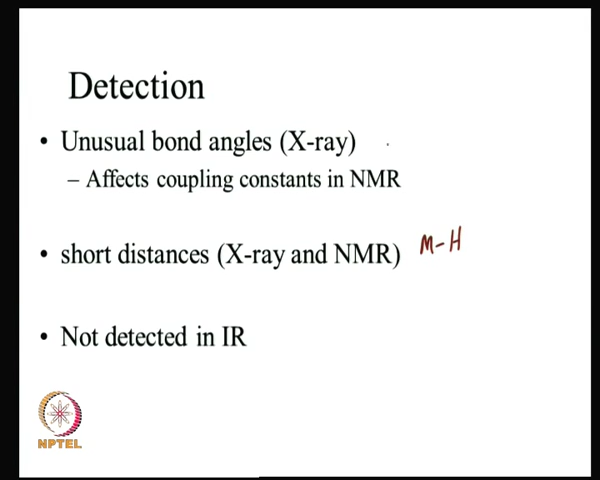 Detection
• Unusual bond angles (X-ray)
– Affects coupling constants in NMR
• short distances (X-ray and NMR) M-H
• Not detected in IR
NPTEL